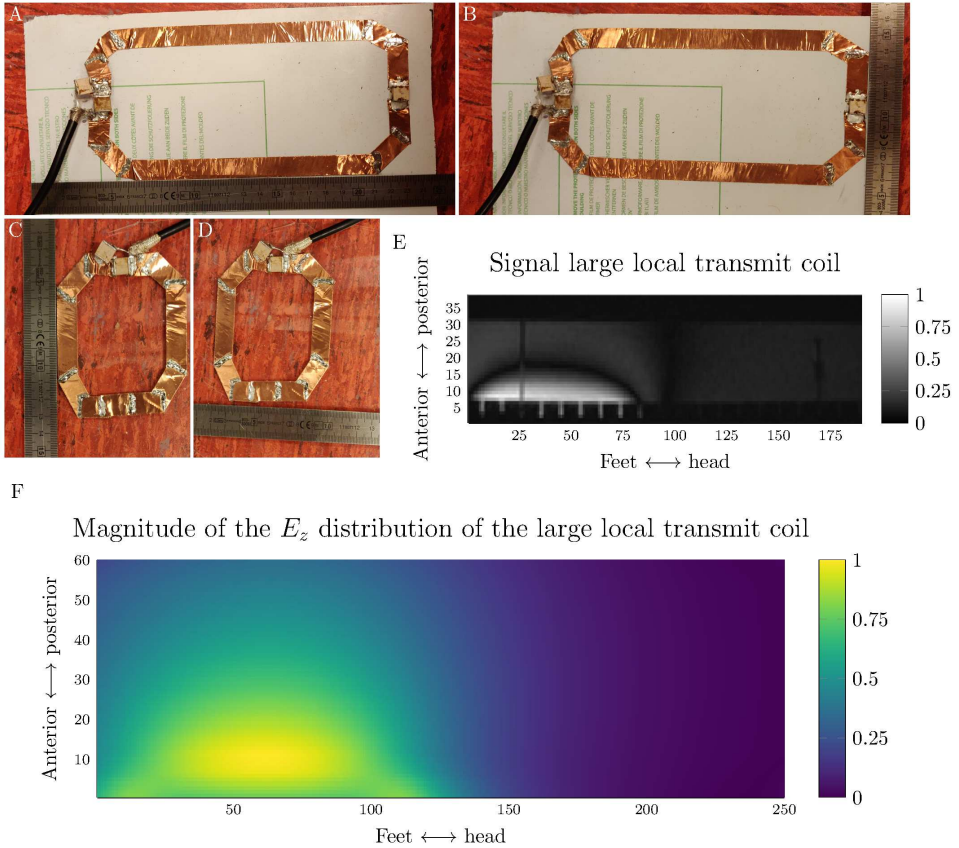 A
B
C
D
E
Signal large local transmit coil
Anterior ⟷ posterior
35
30
25
20
15
10
5
25
50
75
100
125
150
175
Feet ⟷ head
1
0.75
0.5
0.25
0
F
Magnitude of the E_z distribution of the large local transmit coil
Anterior ⟷ posterior
60
50
40
30
20
10
50
100
150
200
250
Feet ⟷ head
1
0.75
0.5
0.25
0